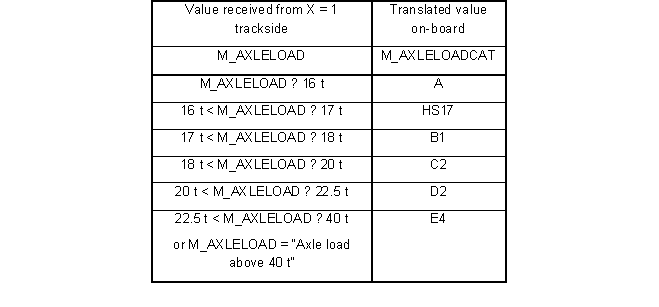 Value received from X = 1 Translated value
trackside on-board
M_AXLELOAD M_AXLELOADCAT
M_AXLELOAD ? 16 t A
16 t < M_AXLELOAD ? 17 t HS17
17 t < M_AXLELOAD ? 18 t B1
18 t < M_AXLELOAD ? 20 t C2
20 t < M_AXLELOAD ? 22.5 t D2
22.5 t < M_AXLELOAD ? 40 t E4
or M_AXLELOAD = "Axle load
above 40 t"